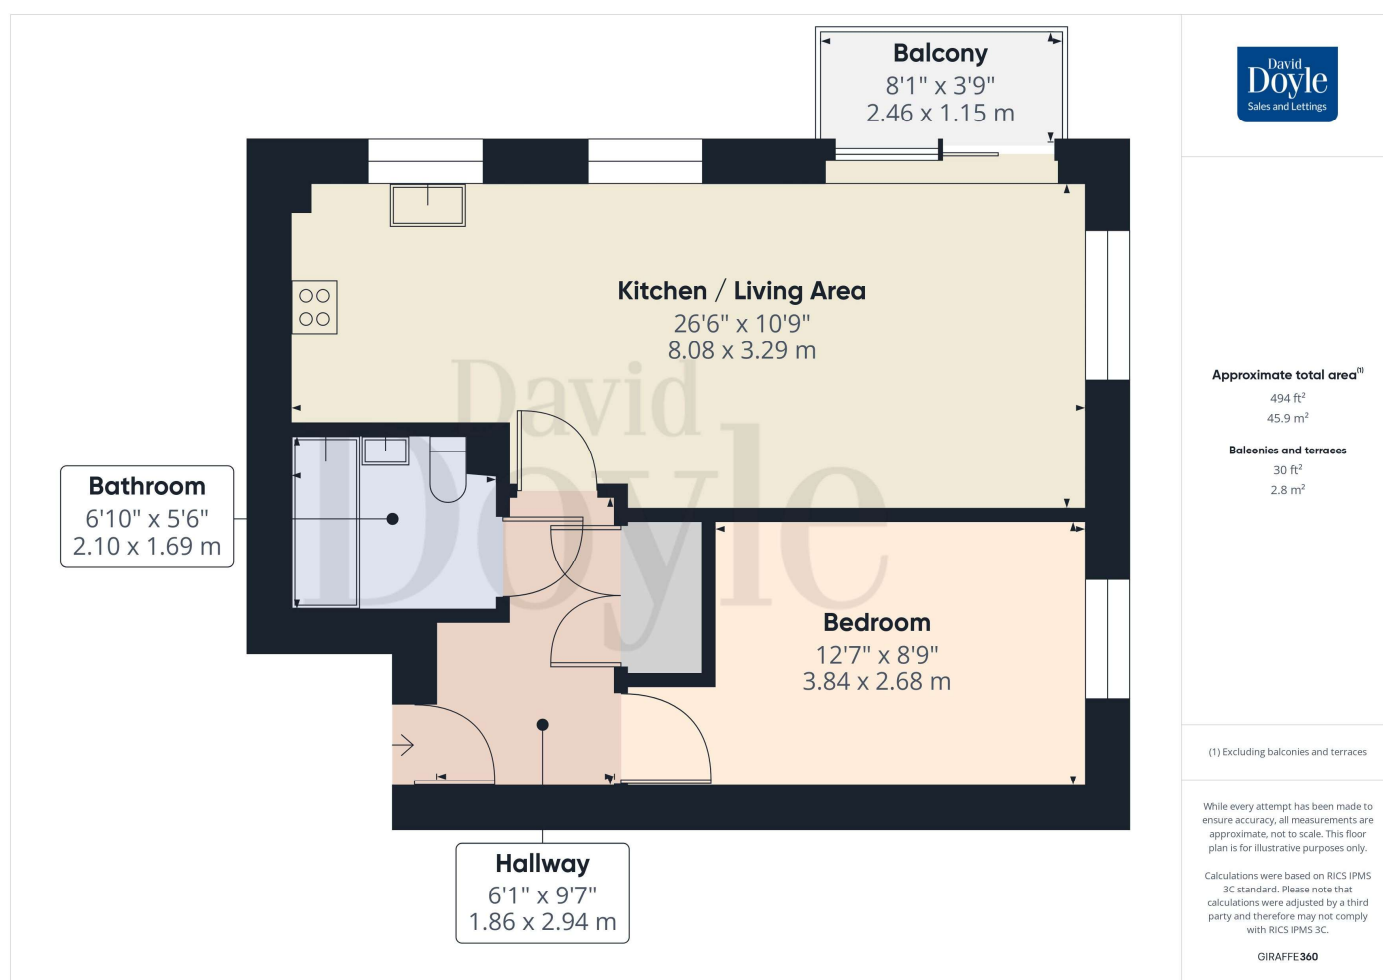 Balcony
8'1" x 3'9"
2.46 x 1.15 m
Kitchen / Living Area
26'6" x 10'9"
8.08 x 3.29 m
David
Doyle
Bathroom
6'10" x 5'6"
2.10 x 1.69 m
Bedroom
12'7" x 8'9"
3.84 x 2.68 m
Hallway
6'1" x 9'7"
1.86 x 2.94 m
David
Doyle
Sales and Lettings
Approximate total area(1)
494 ft²
45.9 m²
Balconies and terraces
30 ft²
2.8 m²
(1) Excluding balconies and terraces
While every attempt has been made to
ensure accuracy, all measurements are
approximate, not to scale. This floor
plan is for illustrative purposes only.
Calculations were based on RICS IPMS
3C standard. Please note that
calculations were adjusted by a third
party and therefore may not comply
with RICS IPMS 3C.
GIRAFFE360